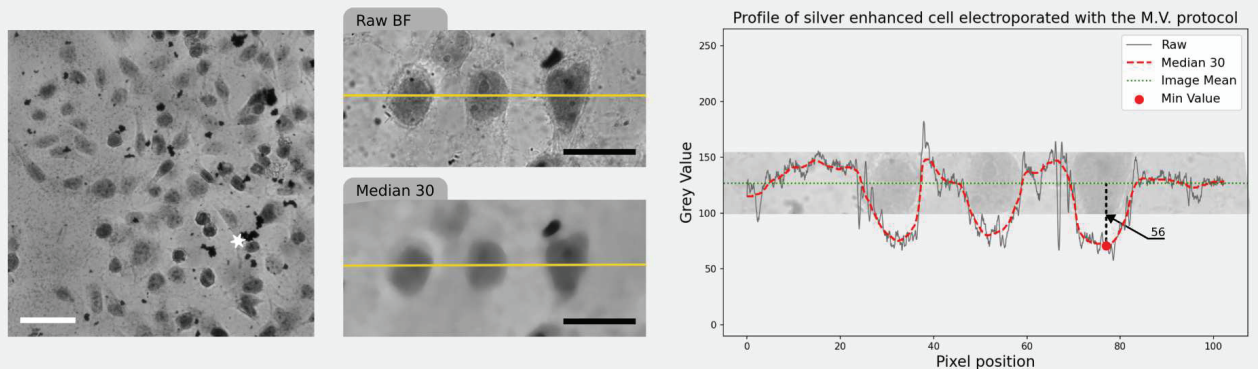 Raw BF
Median 30
Profile of silver enhanced cell electroporated with the M.V. protocol
Grey Value
250
200
150
100
50
0
Raw
Median 30
Image Mean
Min Value
56
0
20
40
60
80
100
Pixel position